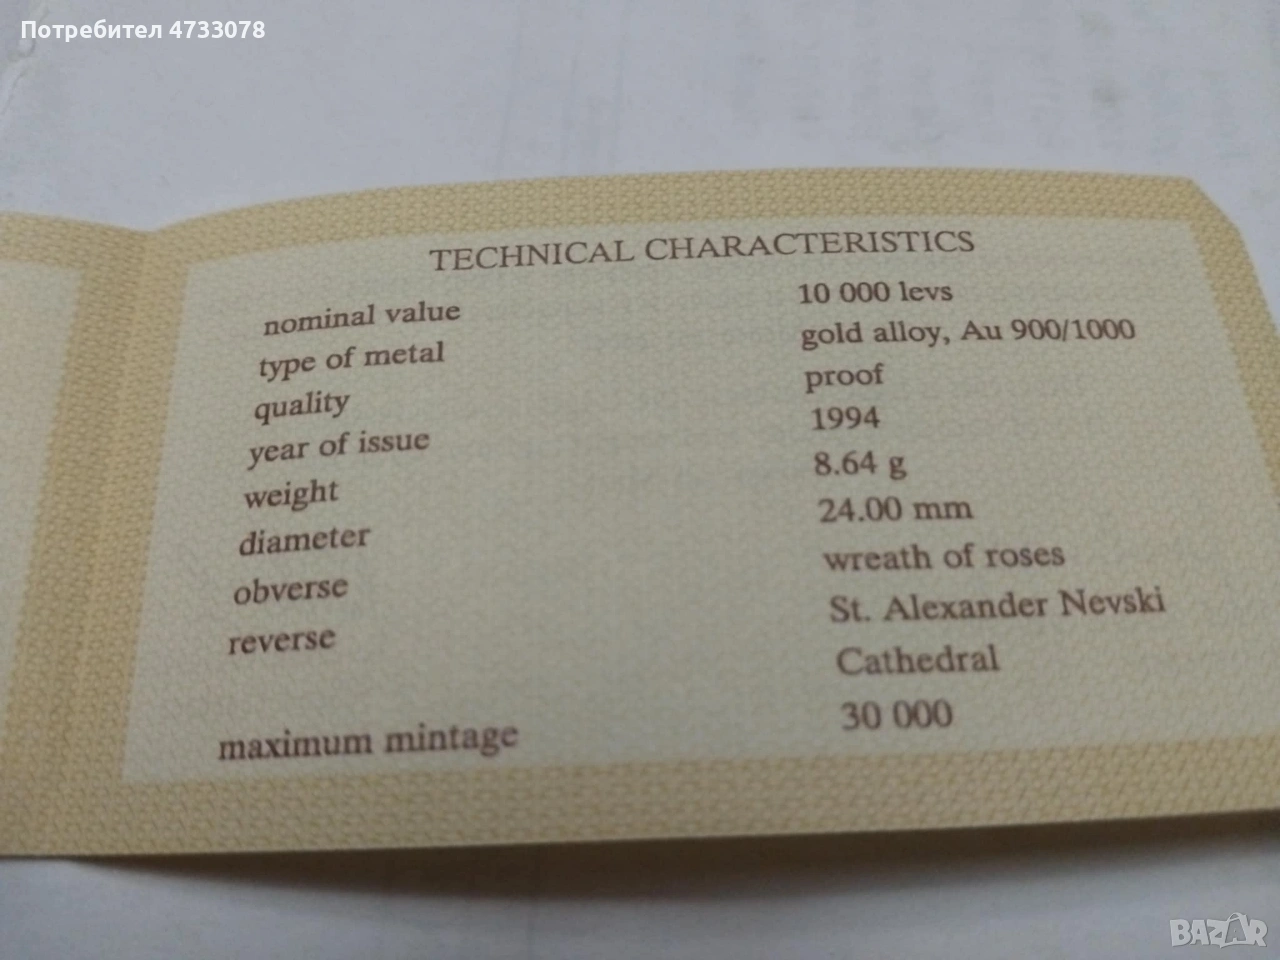 Потребител 4733078
TECHNICAL CHARACTERISTICS
nominal value 10 000 levs
type of metal gold alloy, Au 900/1000
quality proof
year of issue 1994
weight 8.64 g
diameter 24.00 mm
obverse wreath of roses
reverse St. Alexander Nevski
Cathedral
maximum mintage 30 000
BAZAR